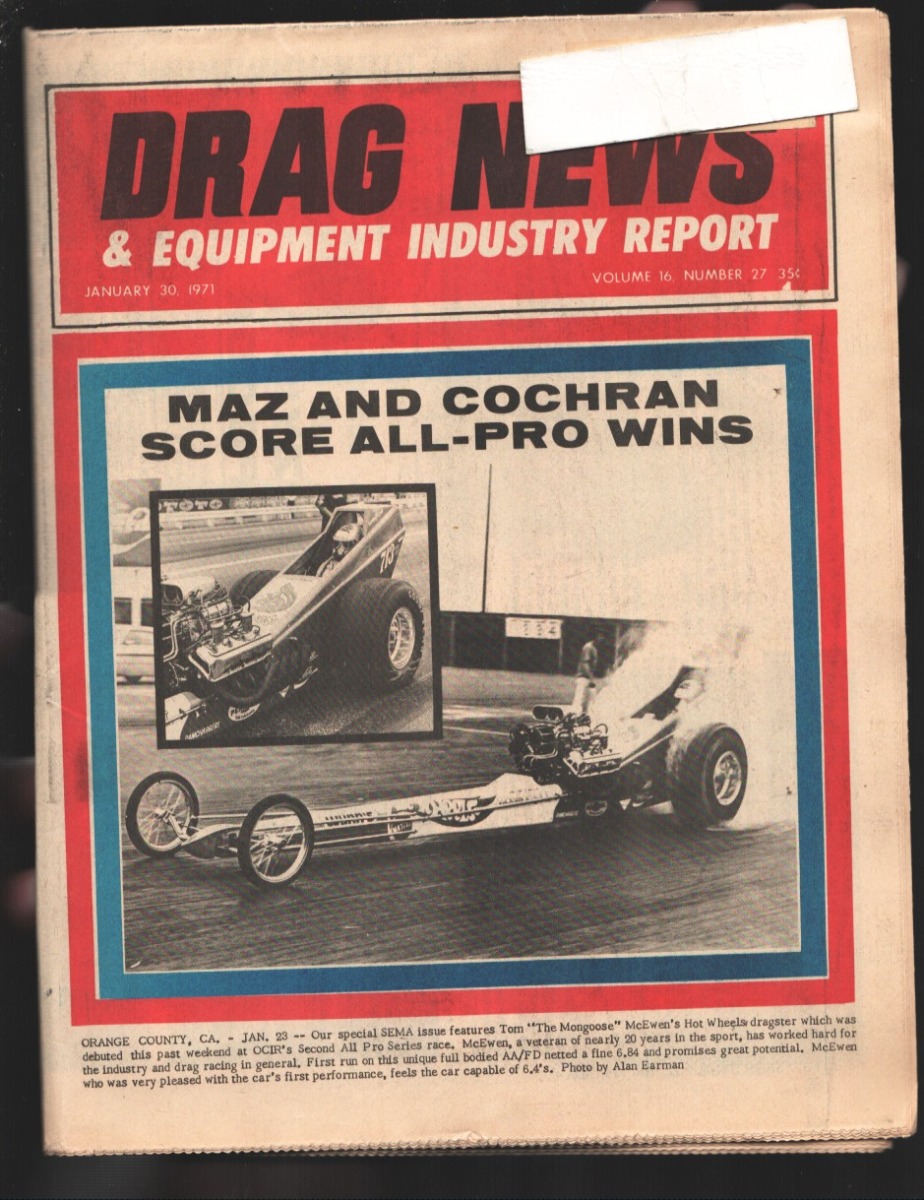 DRAG NEWS
& EQUIPMENT INDUSTRY REPORT
JANUARY 30, 1971
VOLUME 16, NUMBER 27 35¢
MAZ AND COCHRAN
SCORE ALL-PRO WINS
WYNN'S
ORANGE COUNTY, CA. - JAN. 23 -- Our special SEMA issue features Tom "The Mongoose" McEwen's Hot Wheels dragster which was
debuted this past weekend at OCIR's Second All Pro Series race. McEwen, a veteran of nearly 20 years in the sport, has worked hard for
the industry and drag racing in general. First run on this unique full bodied AA/FD netted a fine 6.84 and promises great potential. McEwen
who was very pleased with the car's first performance, feels the car capable of 6.4's. Photo by Alan Earman